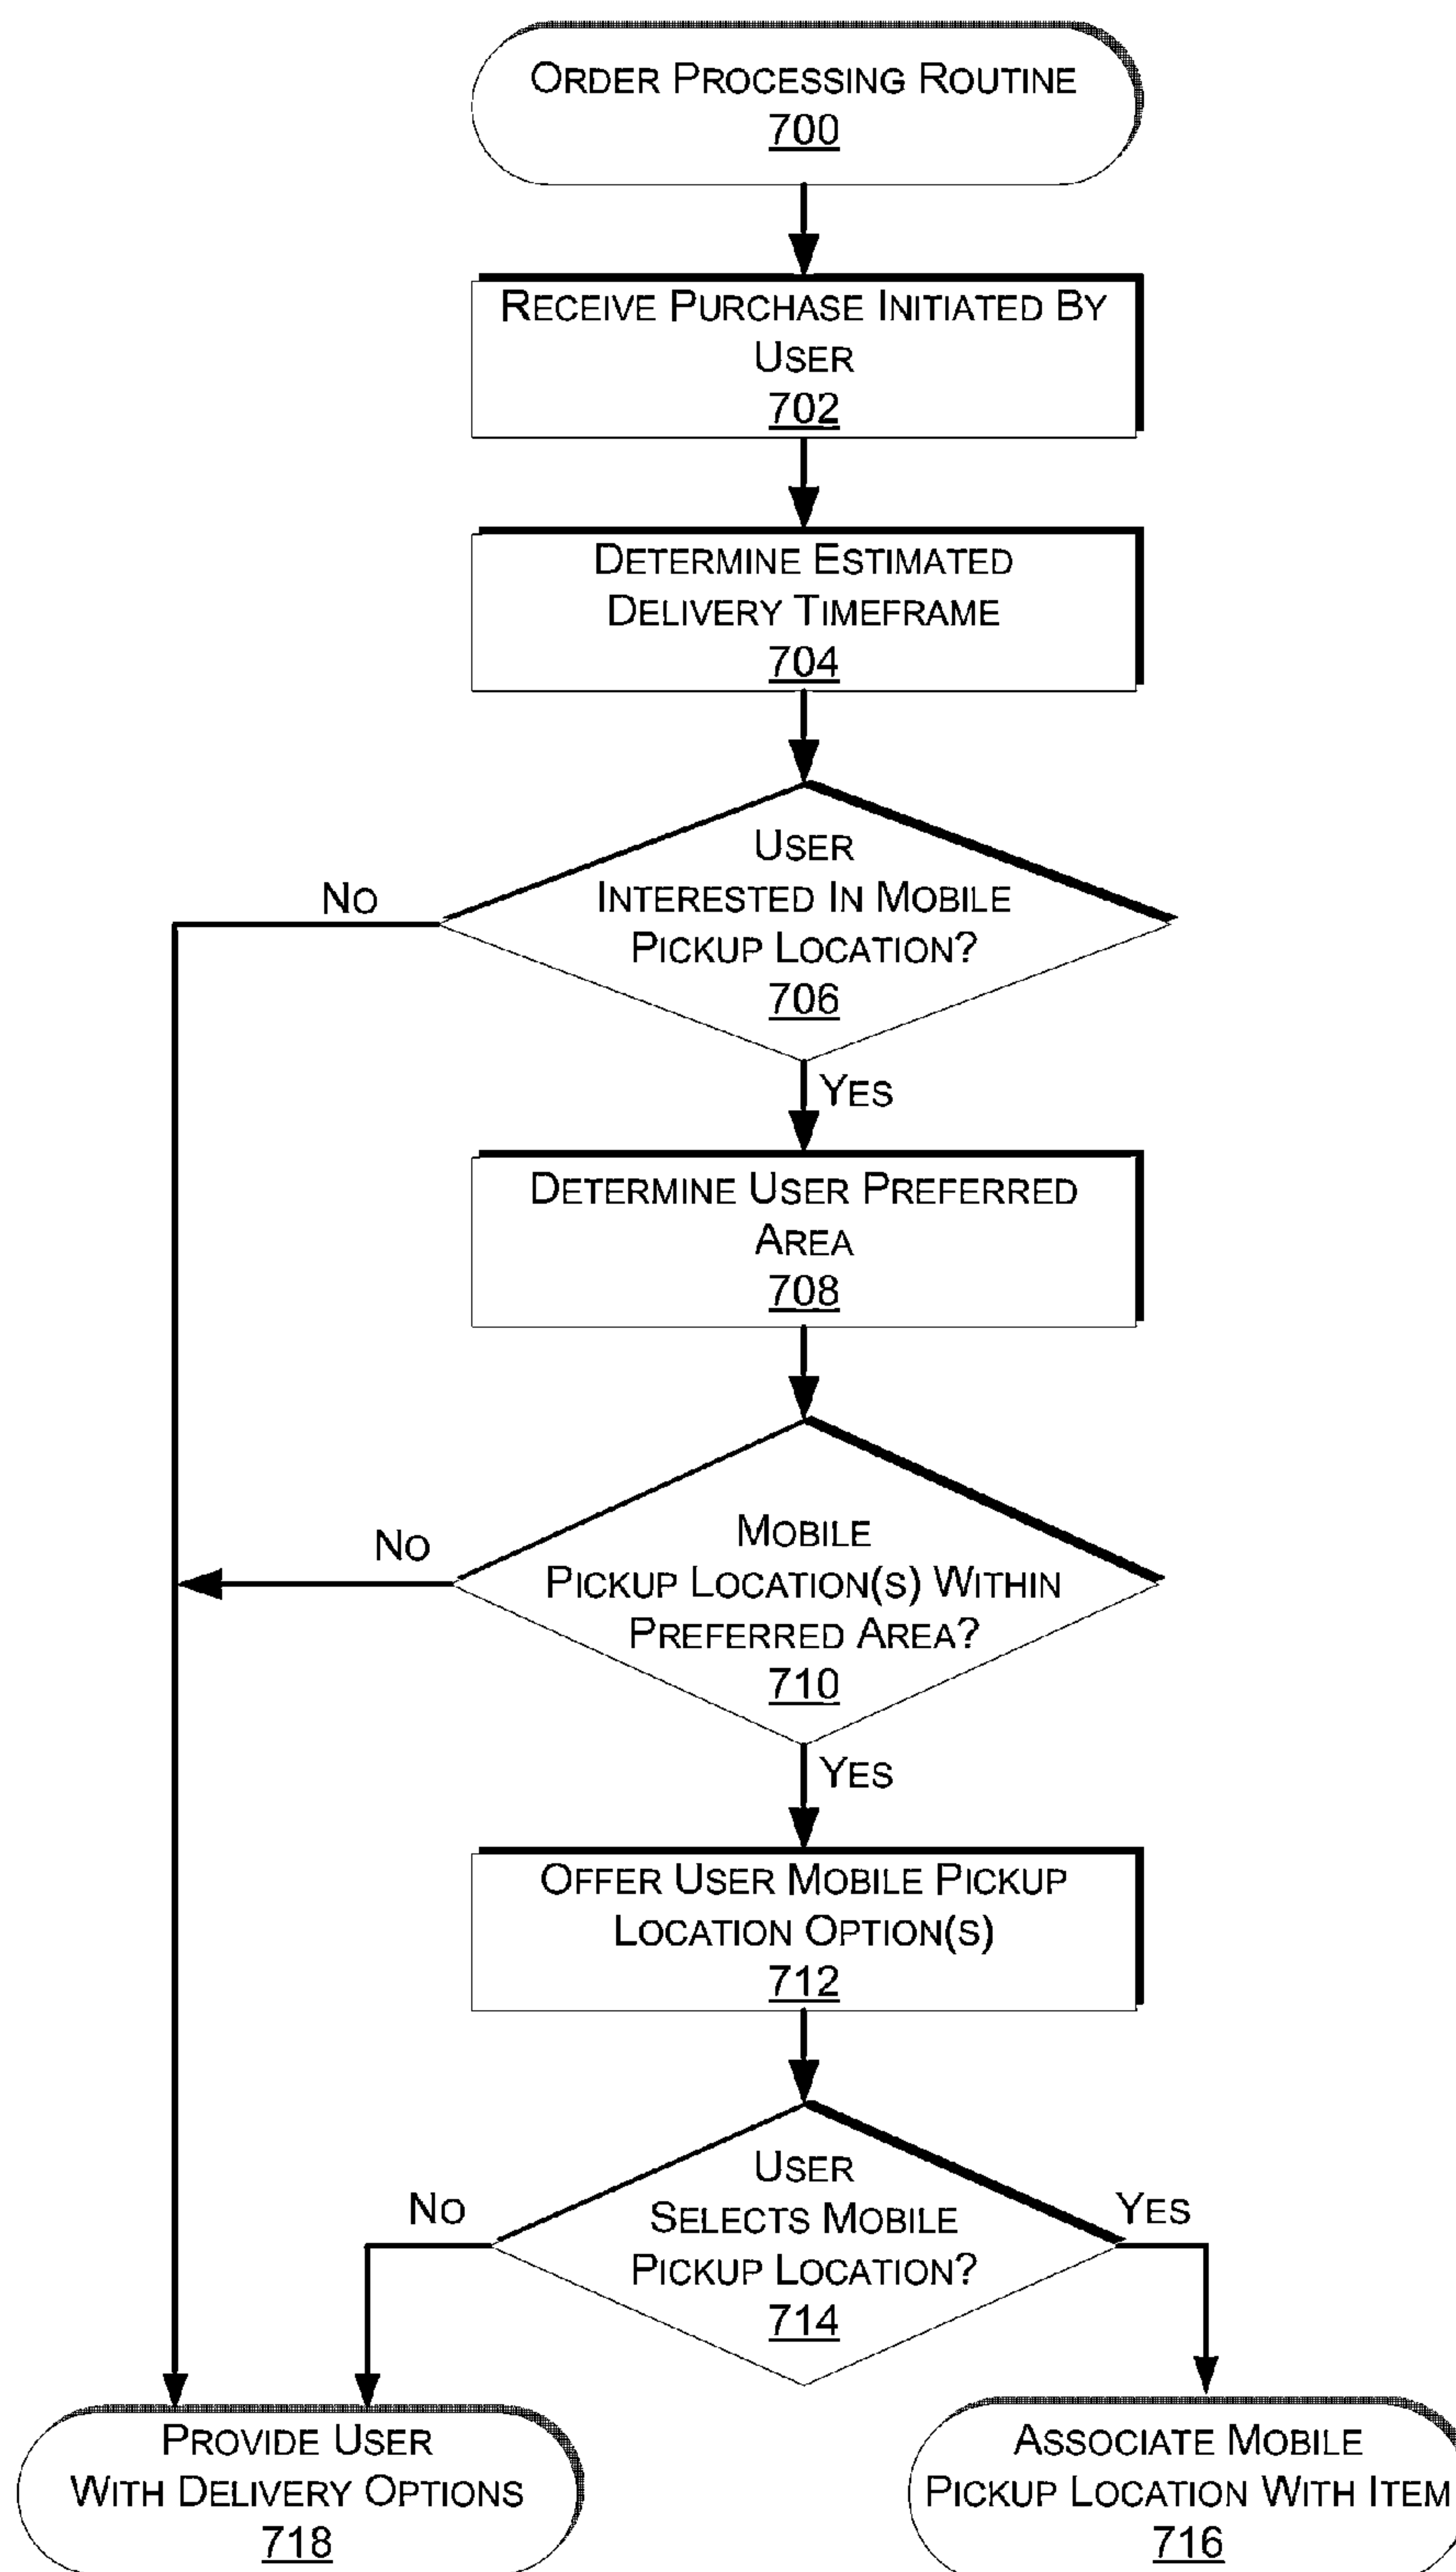 ORDER PROCESSING ROUTINE
700
RECEIVE PURCHASE INITIATED BY
USER
702
DETERMINE ESTIMATED
DELIVERY TIMEFRAME
704
USER
INTERESTED IN MOBILE
PICKUP LOCATION?
706
NO
YES
DETERMINE USER PREFERRED
AREA
708
MOBILE
PICKUP LOCATION(S) WITHIN
PREFERRED AREA?
710
NO
YES
OFFER USER MOBILE PICKUP
LOCATION OPTION(S)
712
USER
SELECTS MOBILE
PICKUP LOCATION?
714
NO
YES
PROVIDE USER
WITH DELIVERY OPTIONS
718
ASSOCIATE MOBILE
PICKUP LOCATION WITH ITEM
716